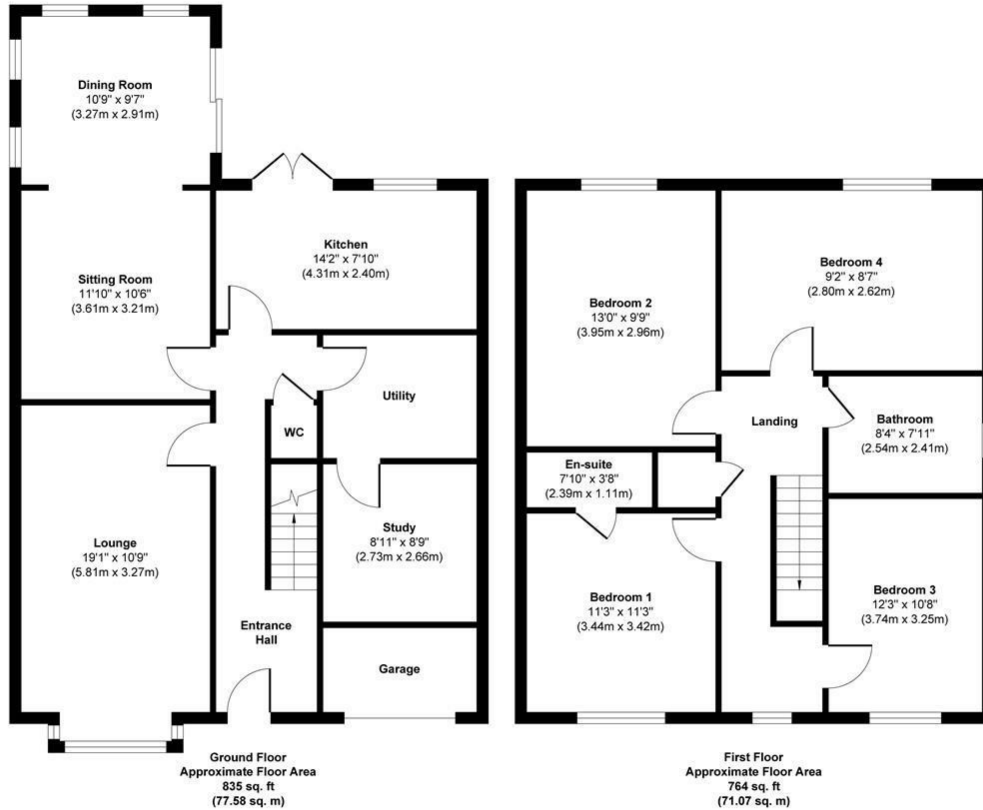 Dining Room
10'9" x 9'7"
(3.27m x 2.91m)
Sitting Room
11'10" x 10'6"
(3.61m x 3.21m)
Kitchen
14'2" x 7'10"
(4.31m x 2.40m)
Utility
WC
Lounge
19'1" x 10'9"
(5.81m x 3.27m)
Study
8'11" x 8'9"
(2.73m x 2.66m)
Entrance
Hall
Garage
Ground Floor
Approximate Floor Area
835 sq. ft
(77.58 sq. m)
Bedroom 2
13'0" x 9'9"
(3.95m x 2.96m)
Bedroom 4
9'2" x 8'7"
(2.80m x 2.62m)
Landing
Bathroom
8'4" x 7'11"
(2.54m x 2.41m)
En-suite
7'10" x 3'8"
(2.39m x 1.11m)
Bedroom 1
11'3" x 11'3"
(3.44m x 3.42m)
Bedroom 3
12'3" x 10'8"
(3.74m x 3.25m)
First Floor
Approximate Floor Area
764 sq. ft
(71.07 sq. m)